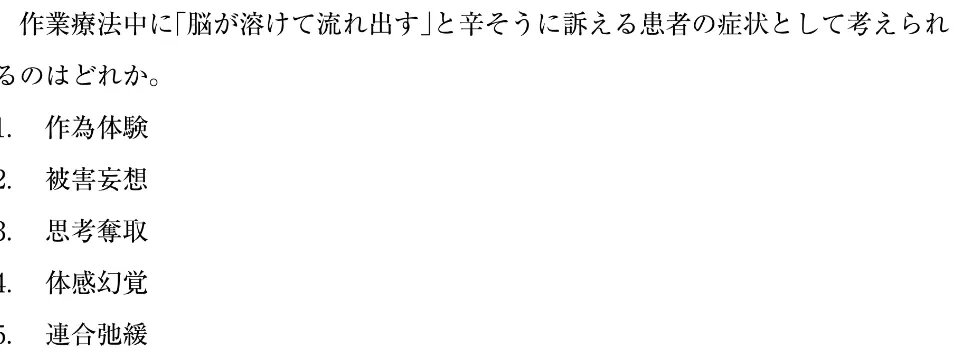 作業療法中に「脳が溶けて流れ出す」と辛そうに訴える患者の症状として考えられ
るのはどれか。
1. 作為体験
2. 被害妄想
3. 思考奪取
4. 体感幻覚
5. 連合弛緩